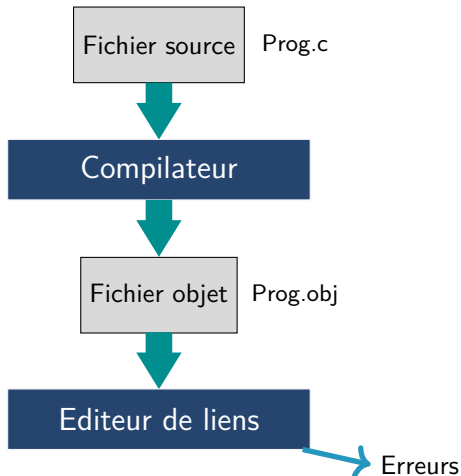 Fichier source
Prog.c
Compilateur
Fichier objet
Prog.obj
Editeur de liens
Erreurs